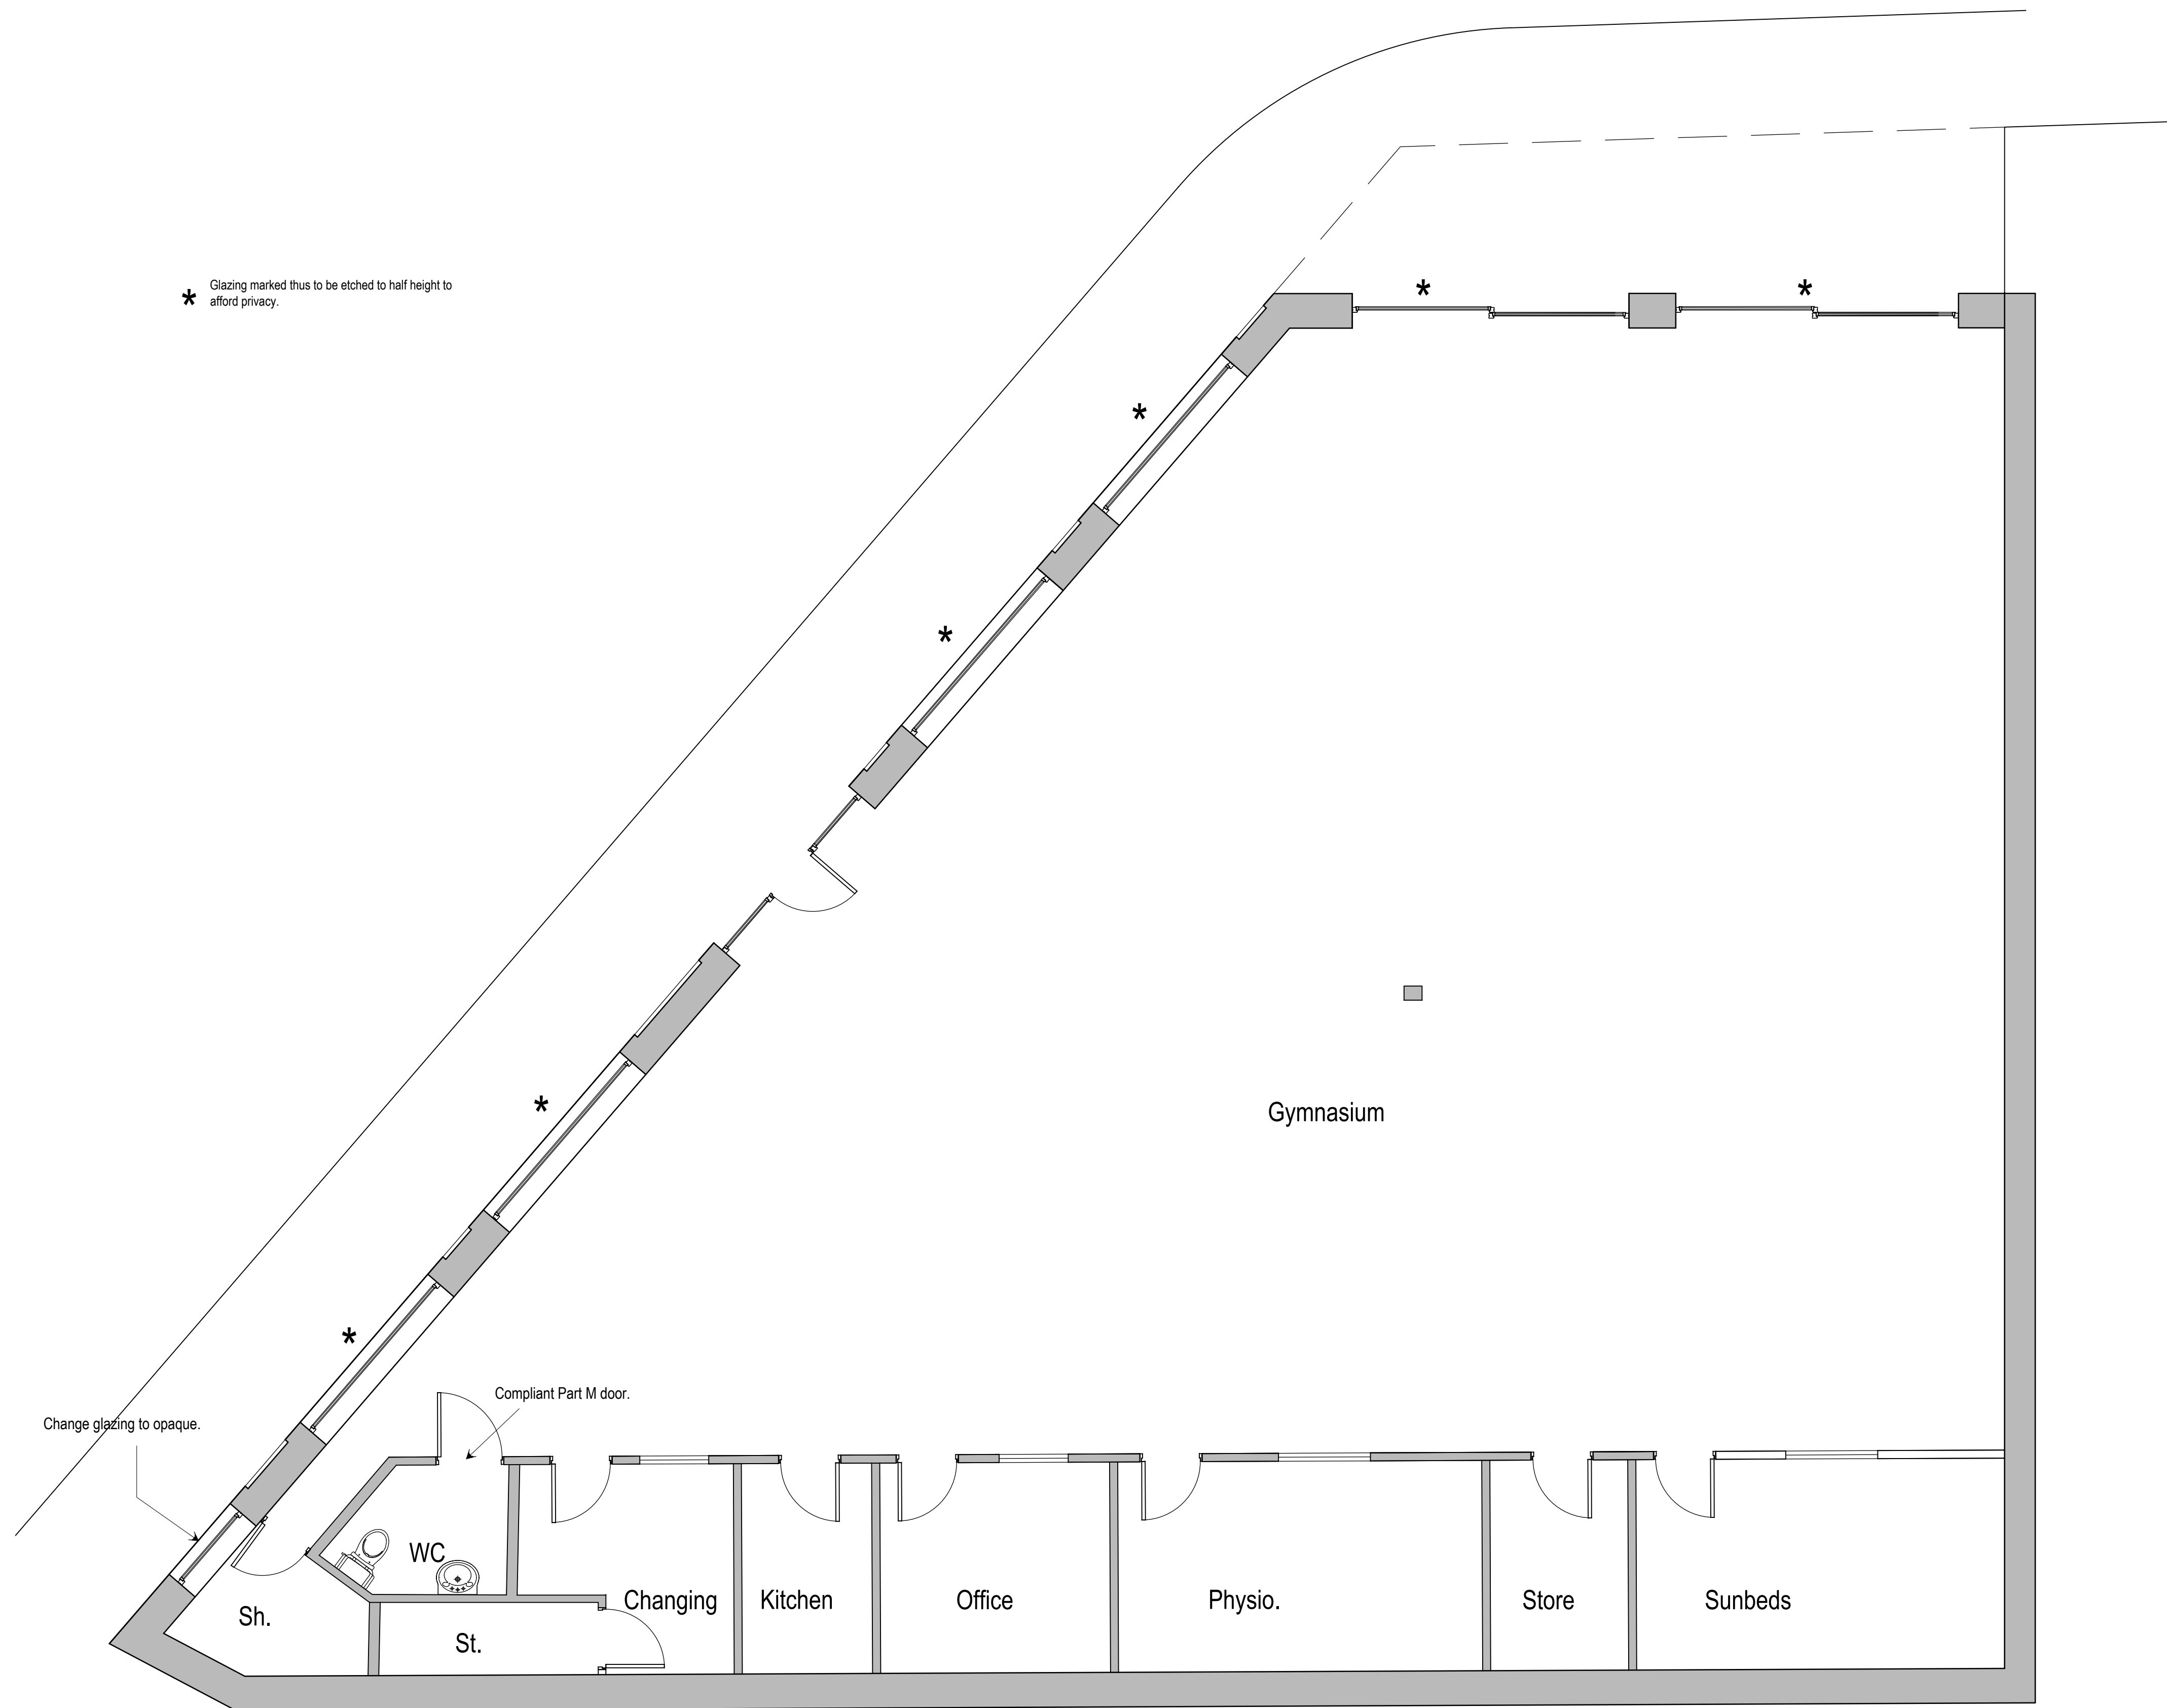 Glazing marked thus to be etched to half height to
afford privacy.
*
*
*
*
*
*
*
Gymnasium
Compliant Part M door.
Change glazing to opaque.
WC
Changing
Kitchen
Office
Physio.
Store
Sunbeds
Sh.
St.